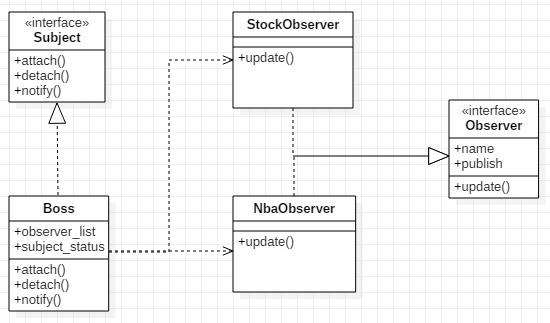 «interface»
Subject
+attach()
+detach()
+notify()
StockObserver
+update()
«interface»
Observer
+name
+publish
+update()
Boss
+observer_list
+subject_status
+attach()
+detach()
+notify()
NbaObserver
+update()